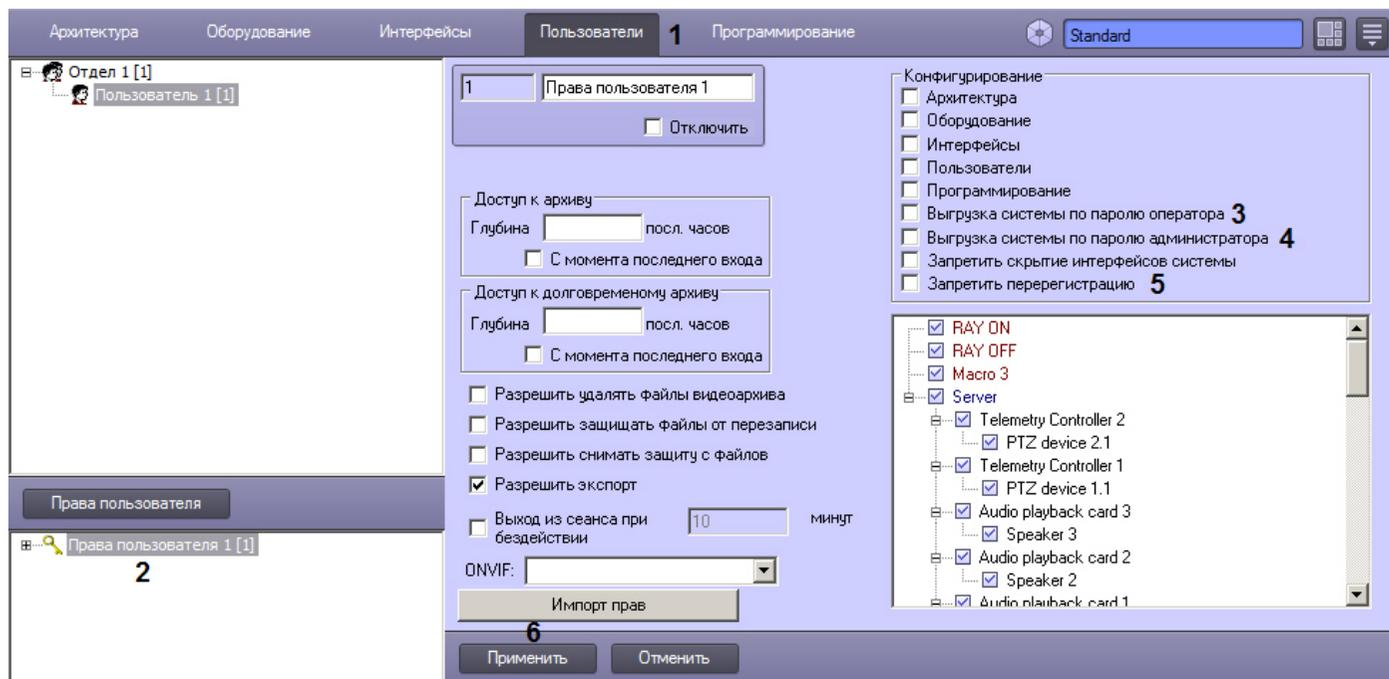 Архитектура Оборудование Интерфейсы Пользователи 1 Программирование Standard
Отдел 1 [1]
Пользователь 1 [1]
Права пользователя
Права пользователя 1 [1]
2
1 Права пользователя 1
Отключить
Доступ к архиву
Глубина посл. часов
С момента последнего входа
Доступ к долговременому архиву
Глубина посл. часов
С момента последнего входа
Разрешить удалять файлы видеоархива
Разрешить защищать файлы от перезаписи
Разрешить снимать защиту с файлов
Разрешить экспорт
Выход из сеанса при
бездействии
10 минут
ONVIF:
Импорт прав
6
Применить Отменить
Конфигурирование
Архитектура
Оборудование
Интерфейсы
Пользователи
Программирование
Выгрузка системы по паролю оператора 3
Выгрузка системы по паролю администратора 4
Запретить скрытие интерфейсов системы
Запретить перерегистрацию 5
RAY ON
RAY OFF
Macro 3
Server
Telemetry Controller 2
PTZ device 2.1
Telemetry Controller 1
PTZ device 1.1
Audio playback card 3
Speaker 3
Audio playback card 2
Speaker 2
Audio playback card 1